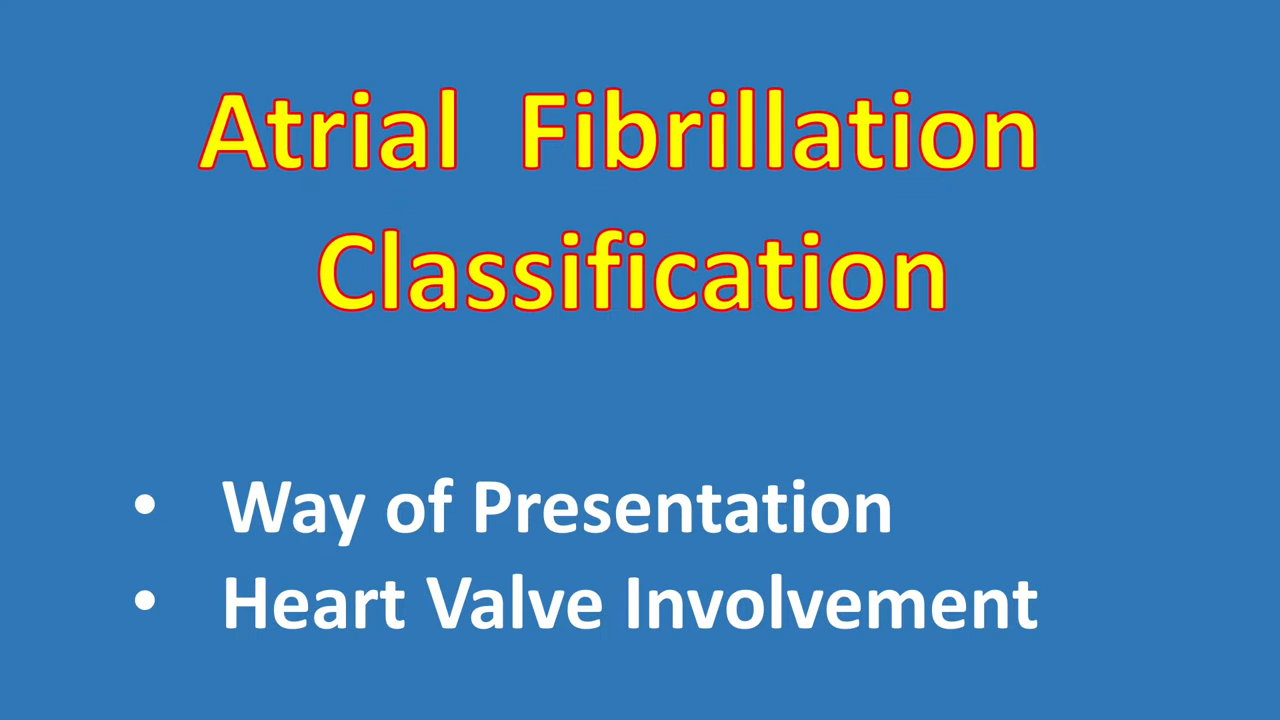 Atrial Fibrillation
Classification
• Way of Presentation
• Heart Valve Involvement